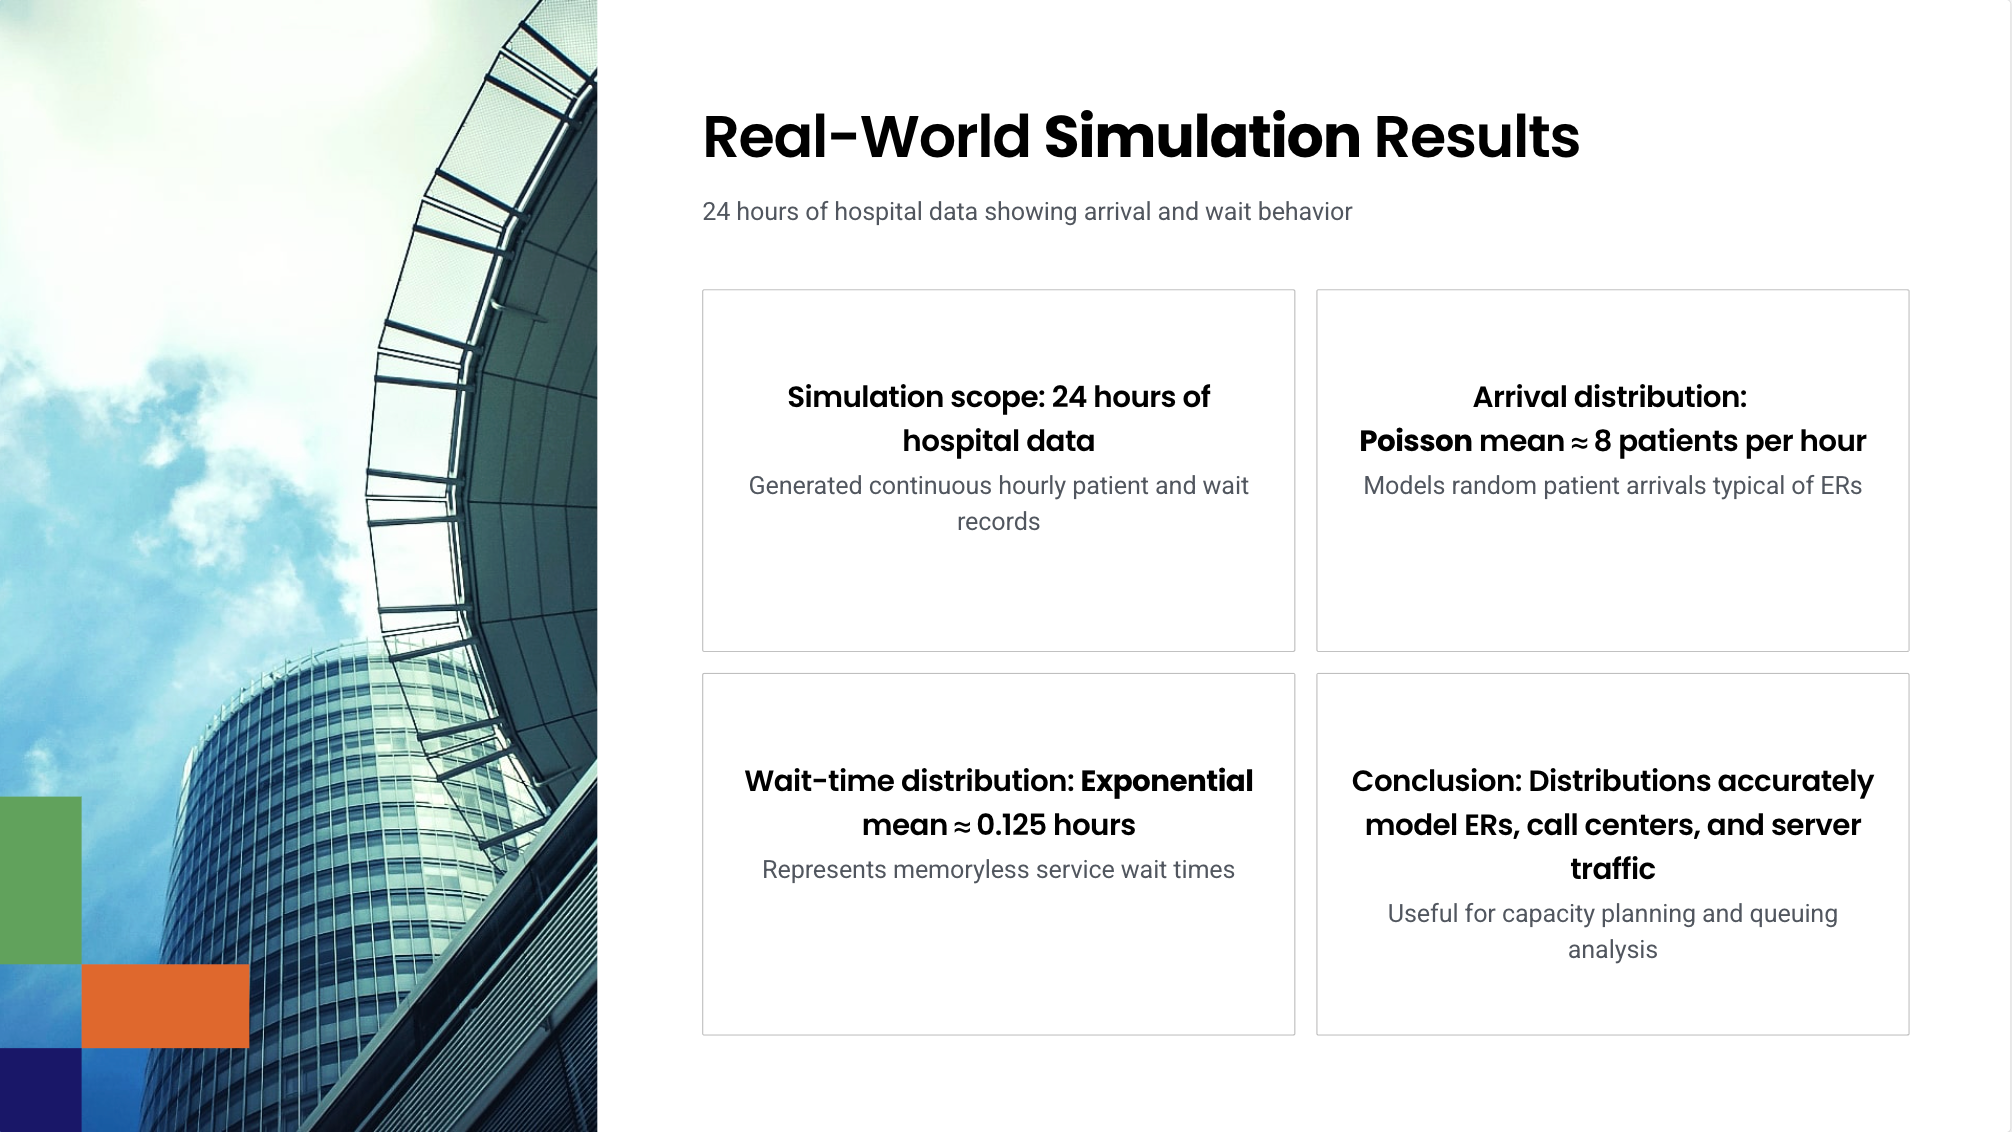 Real-World Simulation Results
24 hours of hospital data showing arrival and wait behavior
Simulation scope: 24 hours of
hospital data
Generated continuous hourly patient and wait
records
Arrival distribution:
Poisson mean ≈ 8 patients per hour
Models random patient arrivals typical of ERs
Wait-time distribution: Exponential
mean ≈ 0.125 hours
Represents memoryless service wait times
Conclusion: Distributions accurately
model ERs, call centers, and server
traffic
Useful for capacity planning and queuing
analysis